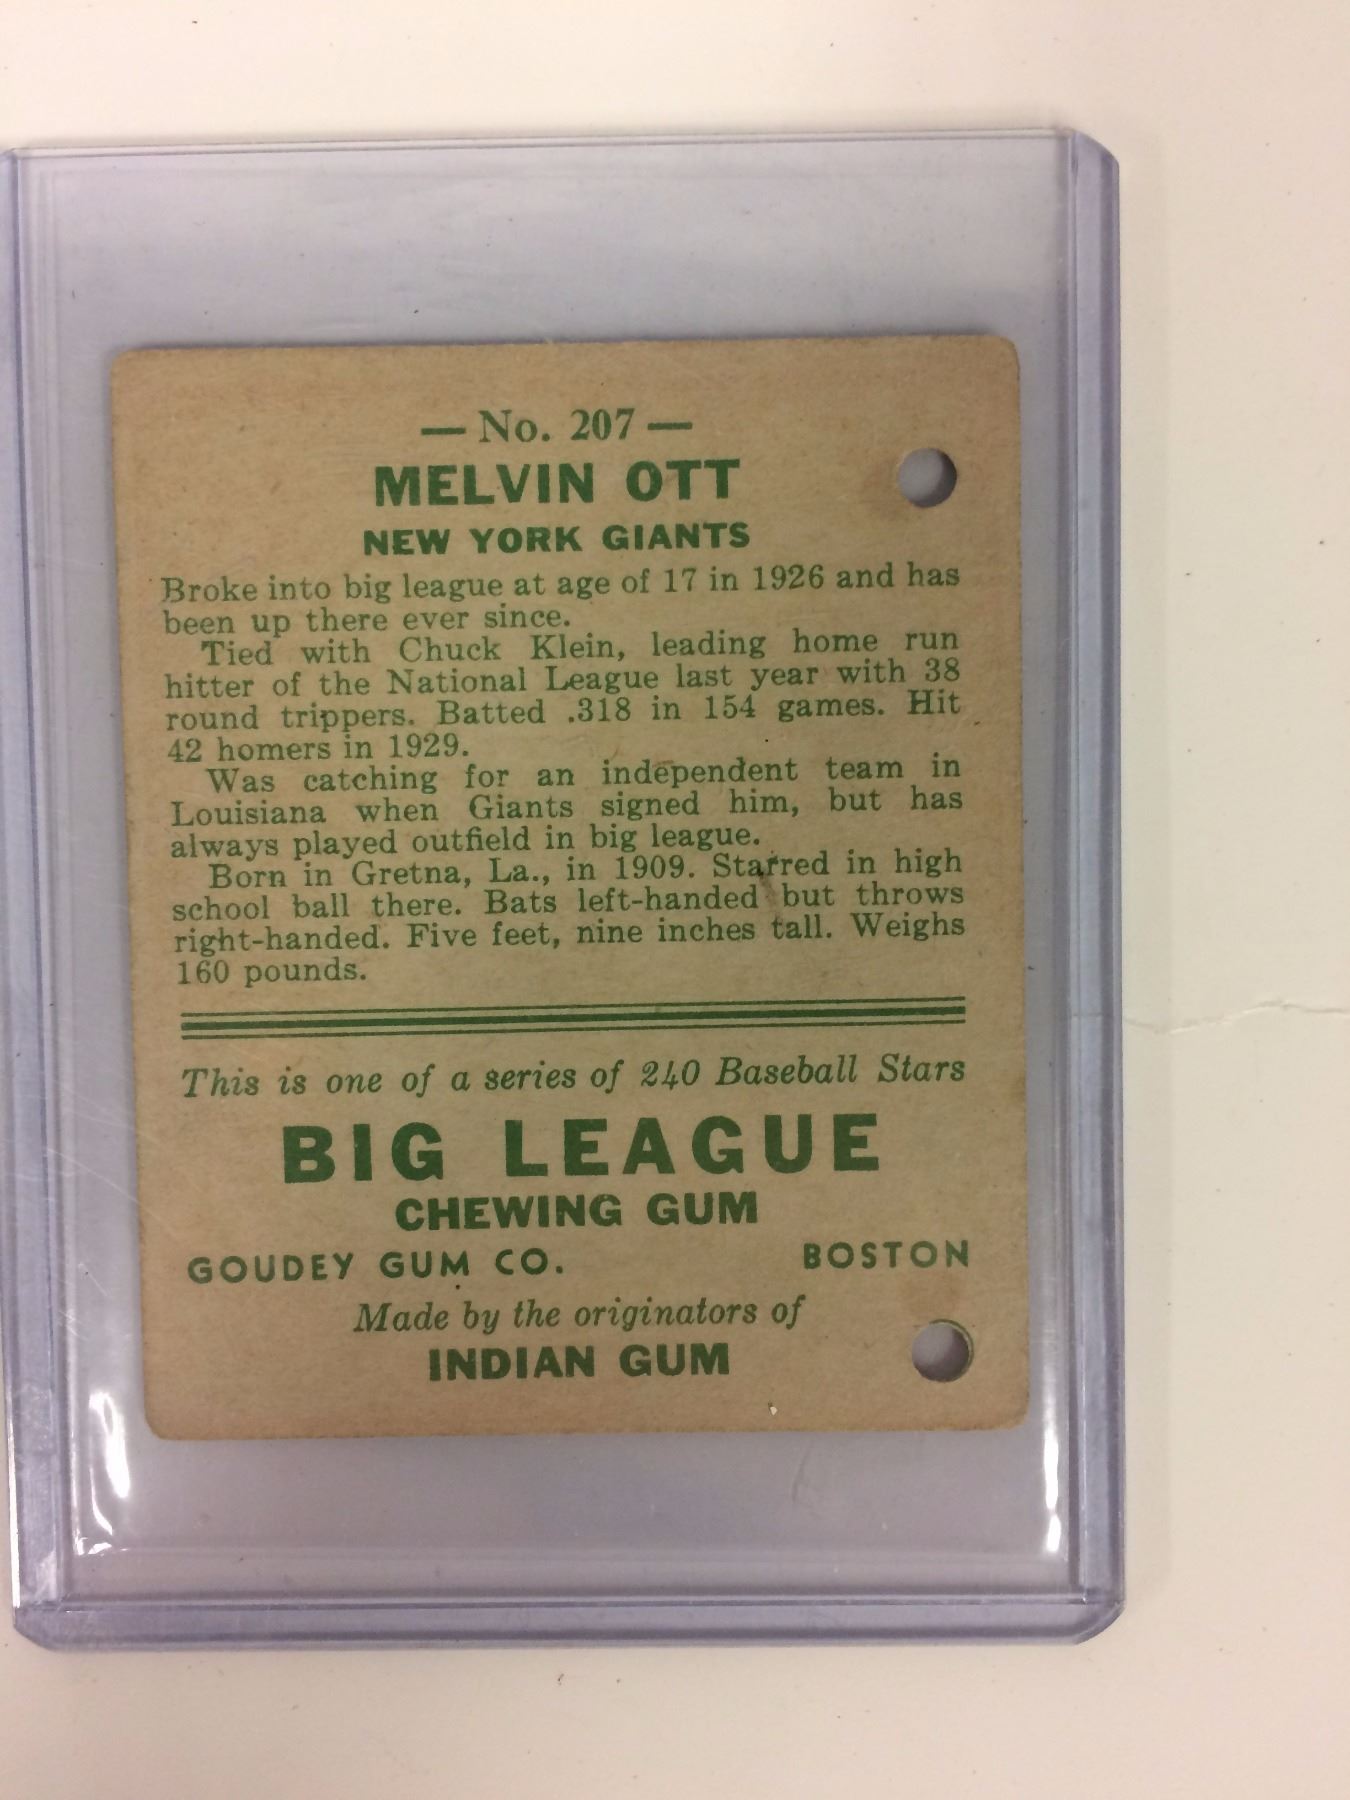 — No. 207 —
MELVIN OTT
NEW YORK GIANTS
Broke into big league at age of 17 in 1926 and has
been up there ever since.
Tied with Chuck Klein, leading home run
hitter of the National League last year with 38
round trippers. Batted .318 in 154 games. Hit
42 homers in 1929.
Was catching for an independent team in
Louisiana when Giants signed him, but has
always played outfield in big league.
Born in Gretna, La., in 1909. Starred in high
school ball there. Bats left-handed but throws
right-handed. Five feet, nine inches tall. Weighs
160 pounds.
This is one of a series of 240 Baseball Stars
BIG LEAGUE
CHEWING GUM
GOUDEY GUM CO. BOSTON
Made by the originators of
INDIAN GUM